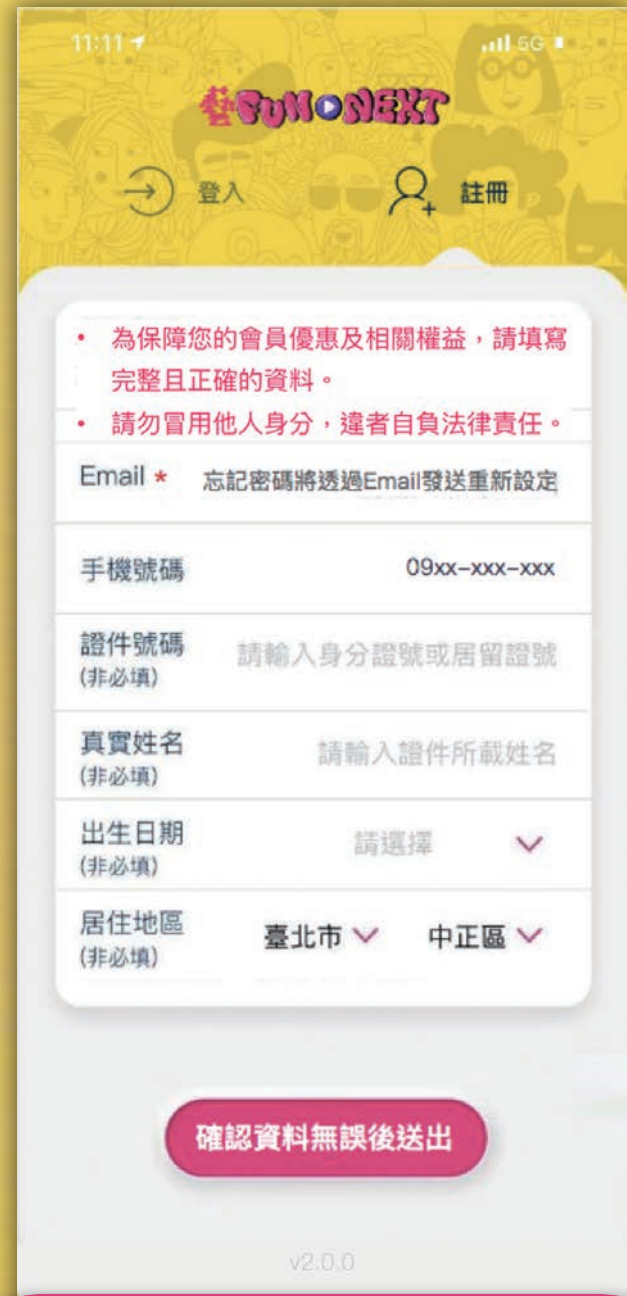 11:11
5G
藝FUN NEXT
登入
註冊
• 為保障您的會員優惠及相關權益，請填寫
完整且正確的資料。
• 請勿冒用他人身分，違者自負法律責任。
Email * 忘記密碼將透過Email發送重新設定
手機號碼 09xx-xxx-xxx
證件號碼 請輸入身分證號或居留證號
(非必填)
真實姓名 請輸入證件所載姓名
(非必填)
出生日期 請選擇
(非必填)
居住地區 臺北市 中正區
(非必填)
確認資料無誤後送出
v2.0.0